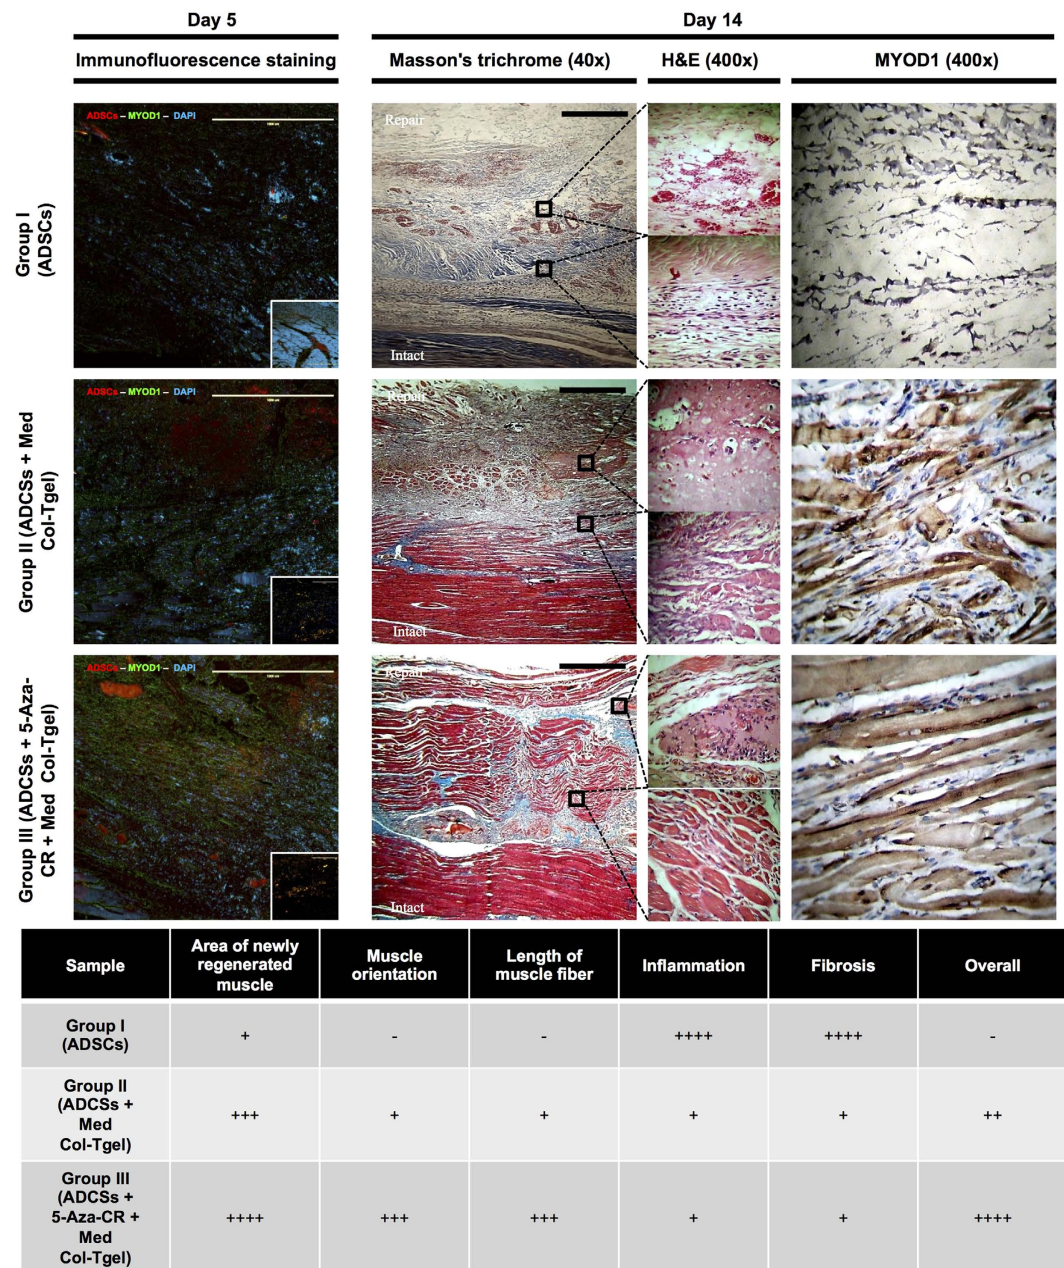 Day 5
Day 14
Immunofluorescence staining
Masson's trichrome (40x)
H&E (400x)
MYOD1 (400x)
Group I
(ADSCs)
ADSCs – MYOD1 – DAPI
Repair
Intact
Group II (ADCSs + Med
Col-Tgel)
ADSCs – MYOD1 – DAPI
Repair
Intact
Group III (ADCSs + 5-Aza-
CR + Med Col-Tgel)
ADSCs – MYOD1 – DAPI
Repair
Intact
Sample
Area of newly
regenerated
muscle
Muscle
orientation
Length of
muscle fiber
Inflammation
Fibrosis
Overall
Group I
(ADSCs)
+
-
-
++++
++++
-
Group II
(ADCSs +
Med
Col-Tgel)
+++
+
+
+
+
++
Group III
(ADCSs +
5-Aza-CR +
Med
Col-Tgel)
++++
+++
+++
+
+
++++